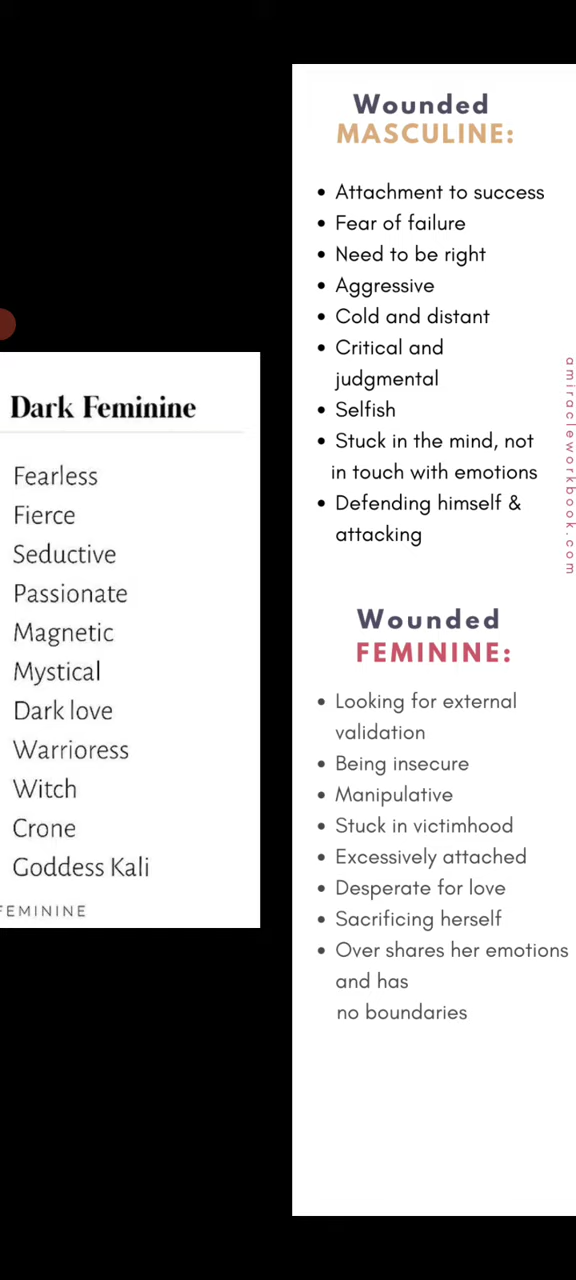 Dark Feminine
Fearless
Fierce
Seductive
Passionate
Magnetic
Mystical
Dark love
Warrioress
Witch
Crone
Goddess Kali
FEMININE
Wounded
MASCULINE:
• Attachment to success
• Fear of failure
• Need to be right
• Aggressive
• Cold and distant
• Critical and
judgmental
• Selfish
• Stuck in the mind, not
in touch with emotions
• Defending himself &
attacking
Wounded
FEMININE:
• Looking for external
validation
• Being insecure
• Manipulative
• Stuck in victimhood
• Excessively attached
• Desperate for love
• Sacrificing herself
• Over shares her emotions
and has
no boundaries
amiracleworkbook.com